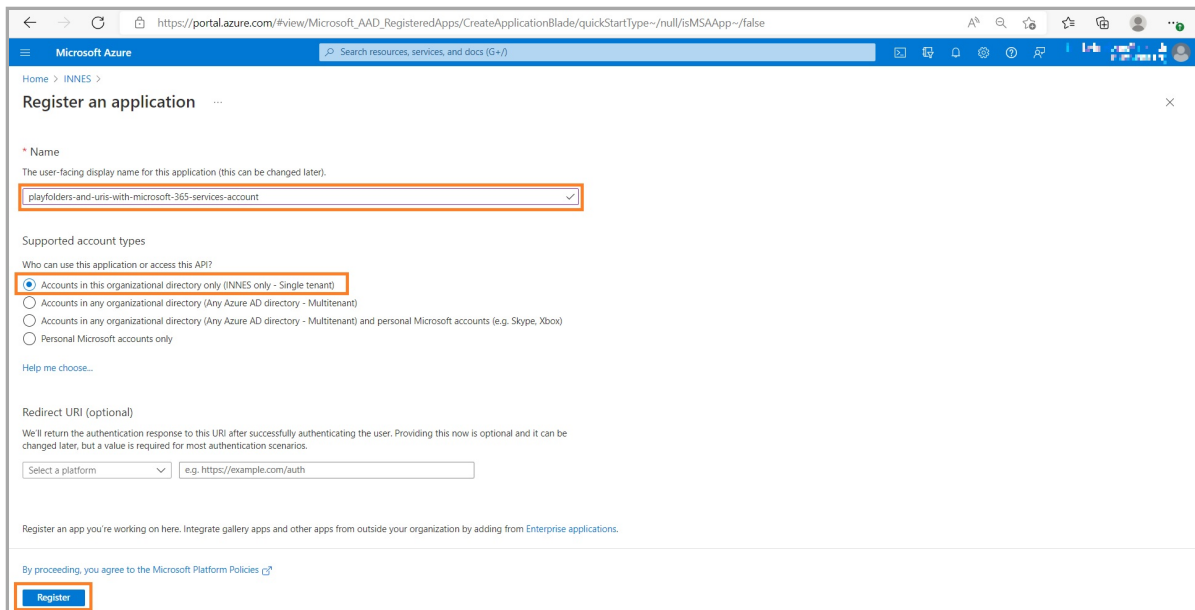 https://portal.azure.com/#view/Microsoft_AAD_RegisteredApps/CreateApplicationBlade/quickStartType~/null/isMSAApp~/false
Microsoft Azure
Search resources, services, and docs (G+/)
Home > INNES >
Register an application ...
* Name
The user-facing display name for this application (this can be changed later).
playfolders-and-uris-with-microsoft-365-services-account
Supported account types
Who can use this application or access this API?
Accounts in this organizational directory only (INNES only - Single tenant)
Accounts in any organizational directory (Any Azure AD directory - Multitenant)
Accounts in any organizational directory (Any Azure AD directory - Multitenant) and personal Microsoft accounts (e.g. Skype, Xbox)
Personal Microsoft accounts only
Help me choose...
Redirect URI (optional)
We'll return the authentication response to this URI after successfully authenticating the user. Providing this now is optional and it can be
changed later, but a value is required for most authentication scenarios.
Select a platform e.g. https://example.com/auth
Register an app you're working on here. Integrate gallery apps and other apps from outside your organization by adding from Enterprise applications.
By proceeding, you agree to the Microsoft Platform Policies
Register